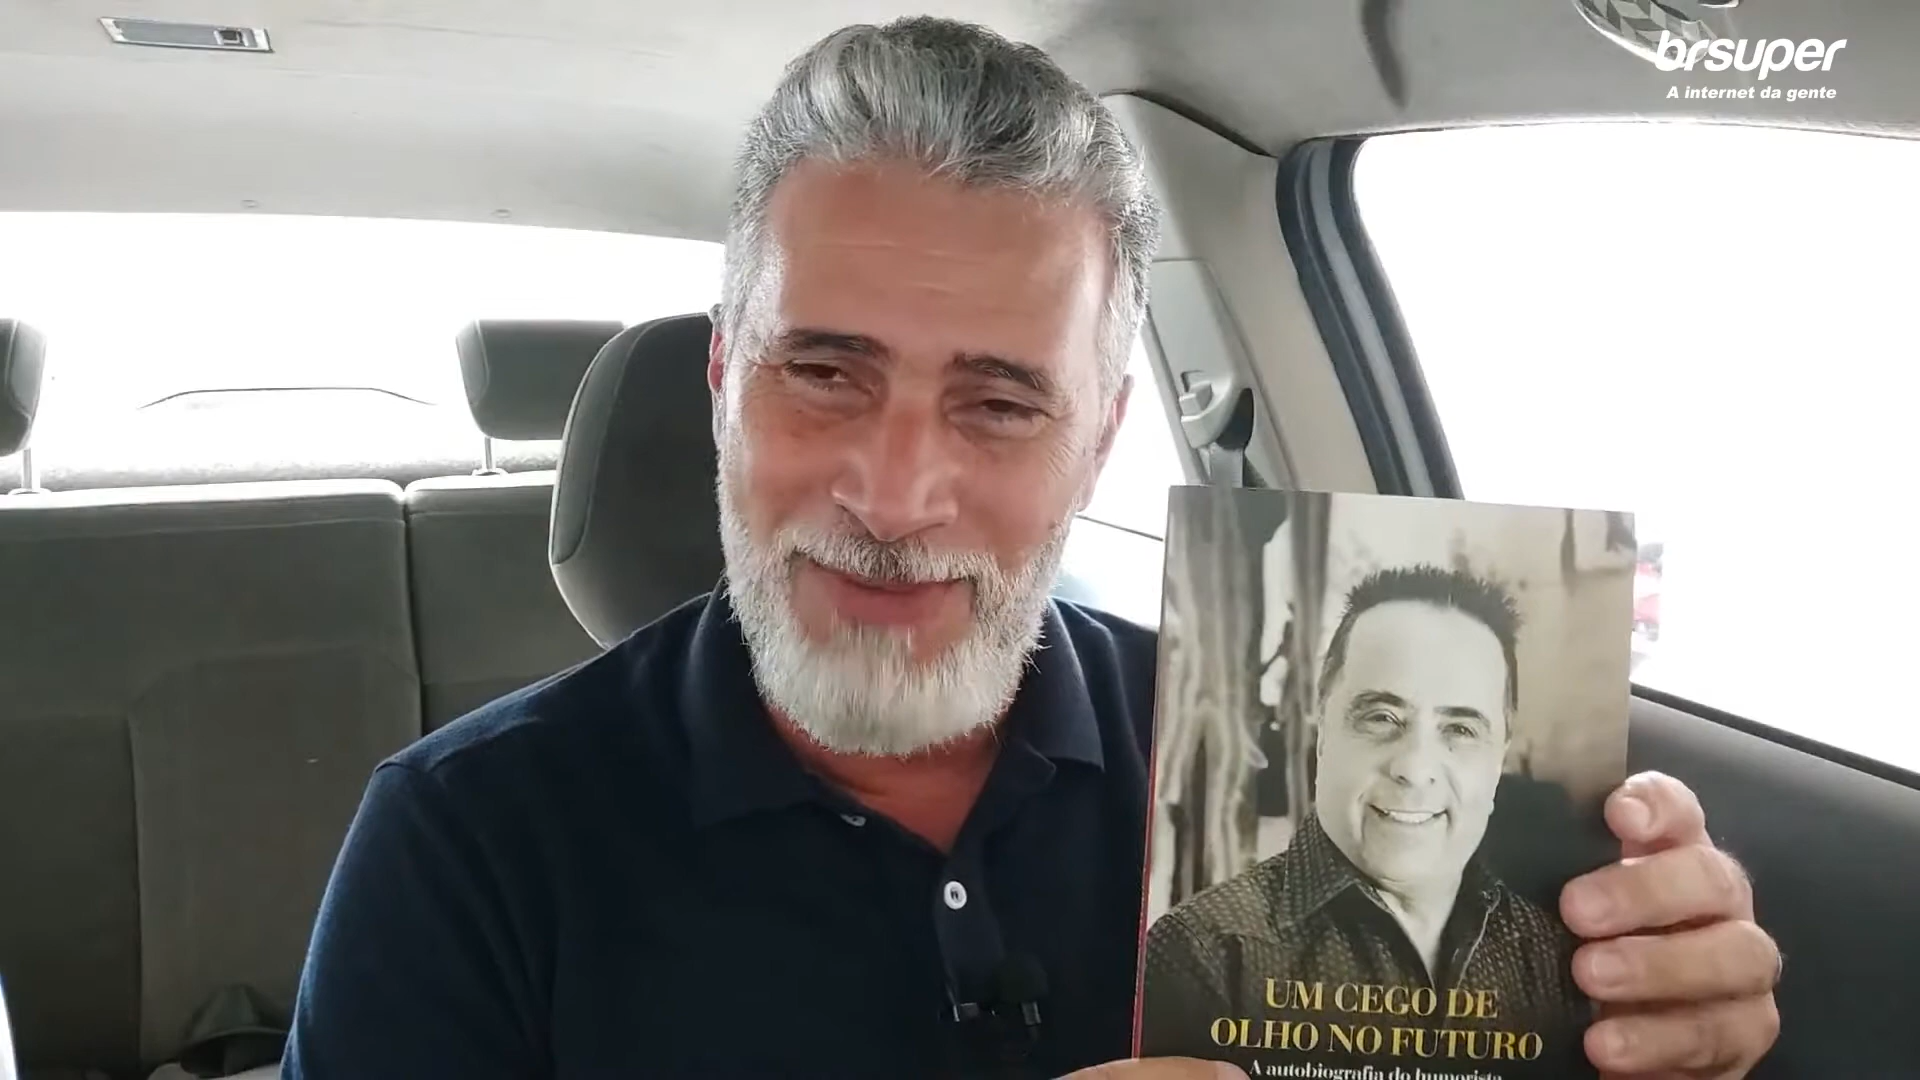 brsuper
A internet da gente
UM CEGO DE
OLHO NO FUTURO
A autobiografia do humorista